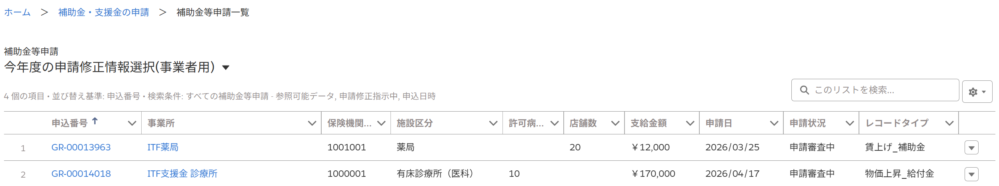 ホーム ＞ 補助金・支援金の申請 ＞ 補助金等申請一覧
補助金等申請
今年度の申請修正情報選択(事業者用)
4 個の項目 • 並び替え基準: 申込番号 • 検索条件: すべての補助金等申請 - 参照可能データ, 申請修正指示中, 申込日時
このリストを検索...
申込番号 ↑ 事業所 保険機関... 施設区分 許可病... 店舗数 支給金額 申請日 申請状況 レコードタイプ
1 GR-00013963 ITF薬局 1001001 薬局 20 ￥12,000 2026/03/25 申請審査中 賃上げ_補助金
2 GR-00014018 ITF支援金 診療所 1000001 有床診療所（医科） 10 ￥170,000 2026/04/17 申請審査中 物価上昇_給付金